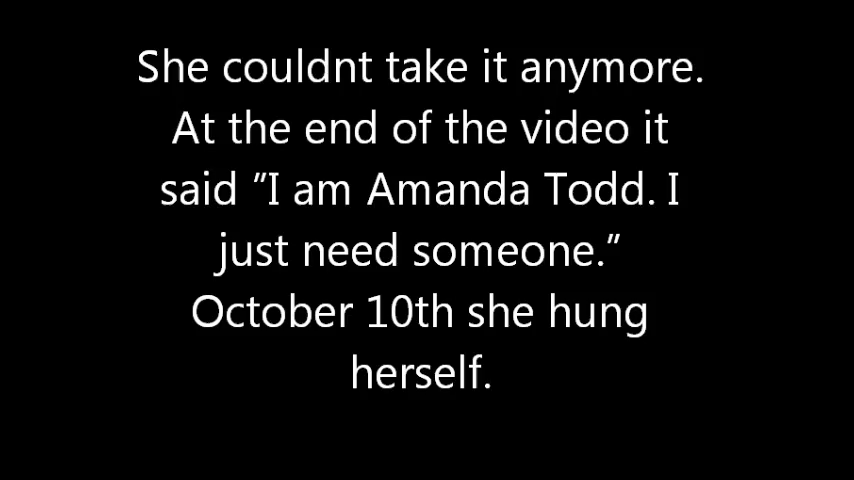 She couldnt take it anymore.
At the end of the video it
said "I am Amanda Todd. I
just need someone."
October 10th she hung
herself.